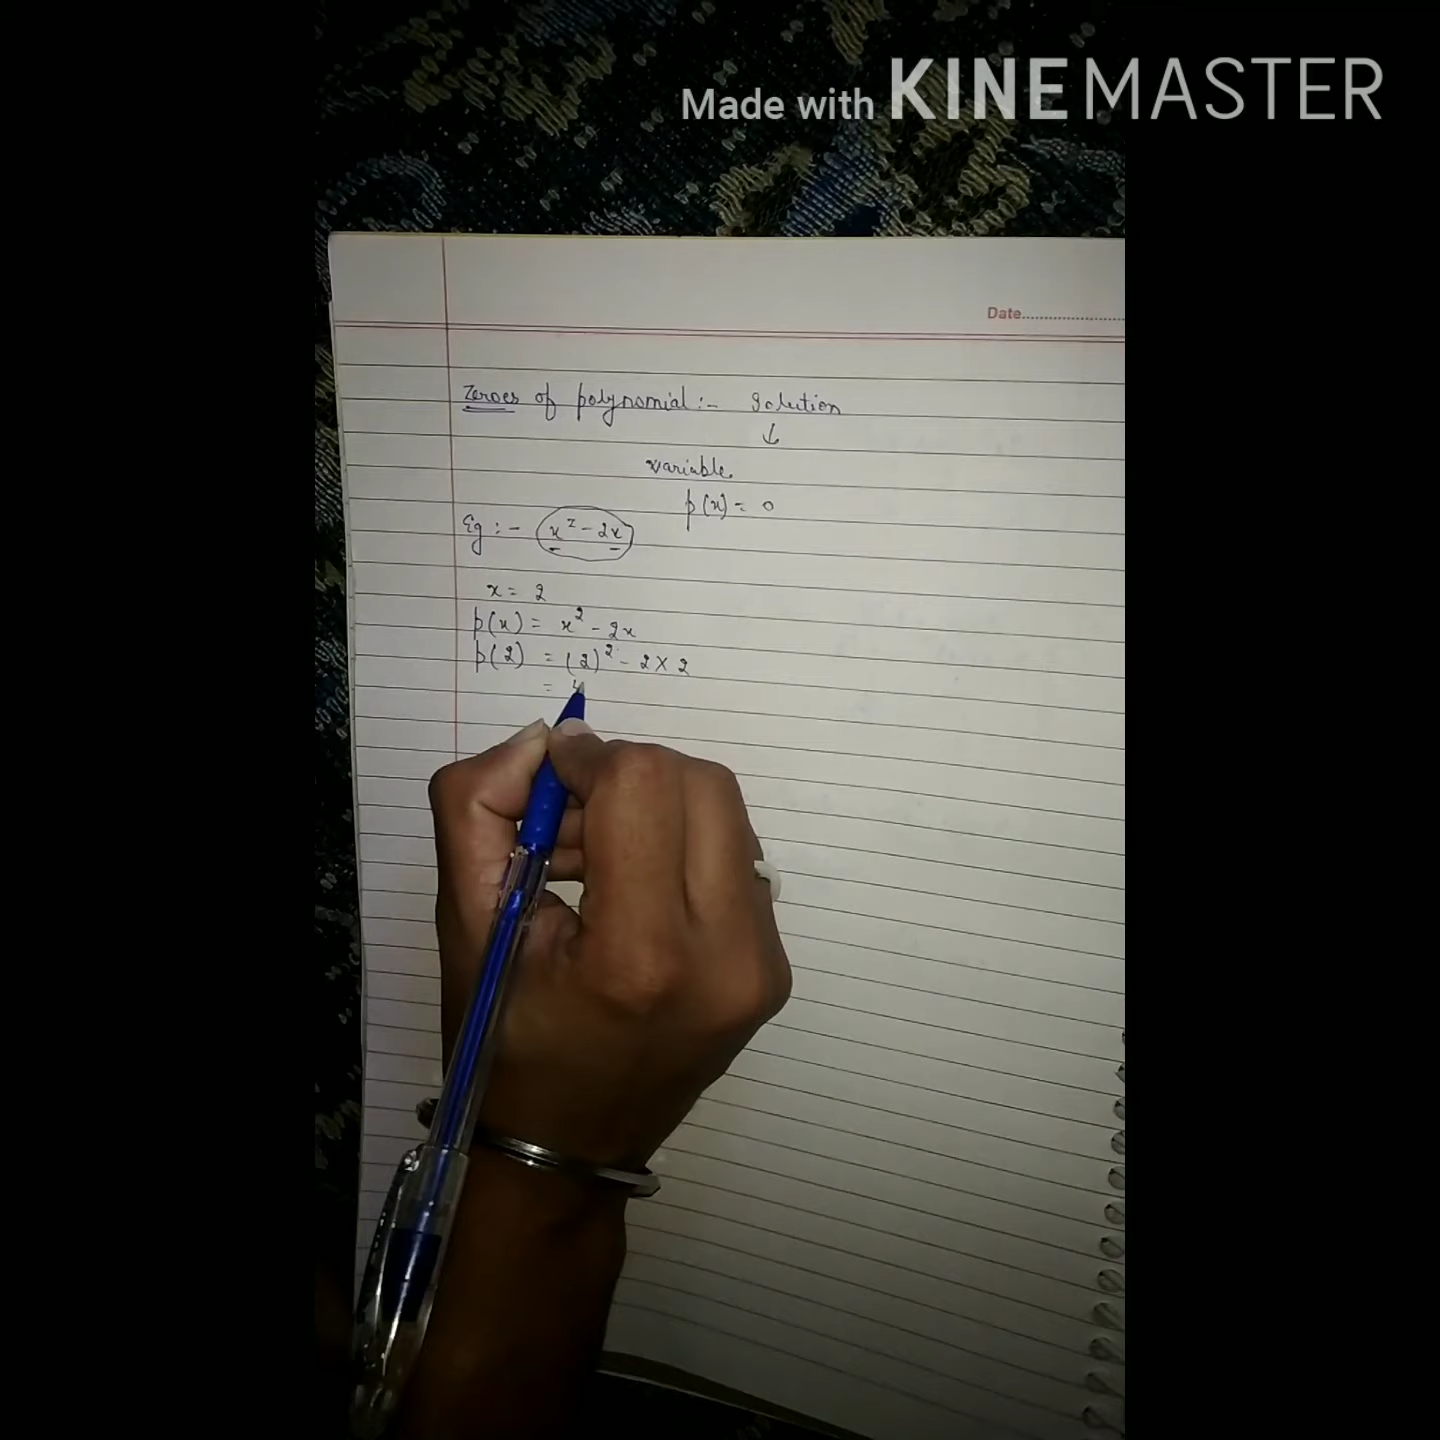 Made with KINEMASTER
Date
Zeroes of polynomial :- Solution
↓
variable
p(x) = 0
Eg :- x² - 2x
x = 2
p(x) = x² - 2x
p(2) = (2)² - 2 × 2
= 4